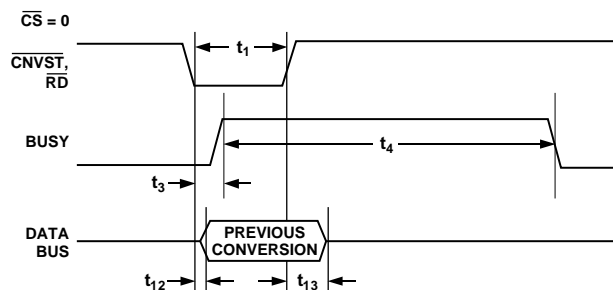 CS = 0
CNVST,
RD
t1
BUSY
t4
t3
DATA
BUS
PREVIOUS
CONVERSION
t12
t13